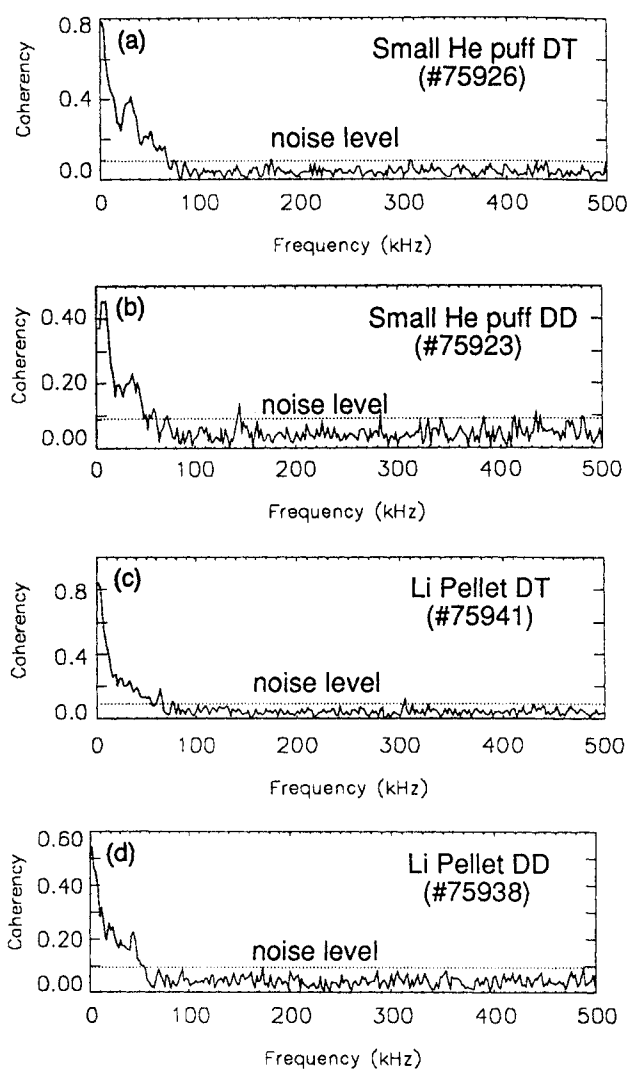 (a)
Small He puff DT
(#75926)
noise level
Coherency
0.8
0.4
0.0
0 100 200 300 400 500
Frequency (kHz)
(b)
Small He puff DD
(#75923)
noise level
Coherency
0.40
0.20
0.00
0 100 200 300 400 500
Frequency (kHz)
(c)
Li Pellet DT
(#75941)
noise level
Coherency
0.8
0.4
0.0
0 100 200 300 400 500
Frequency (kHz)
(d)
Li Pellet DD
(#75938)
noise level
Coherency
0.60
0.40
0.20
0.00
0 100 200 300 400 500
Frequency (kHz)